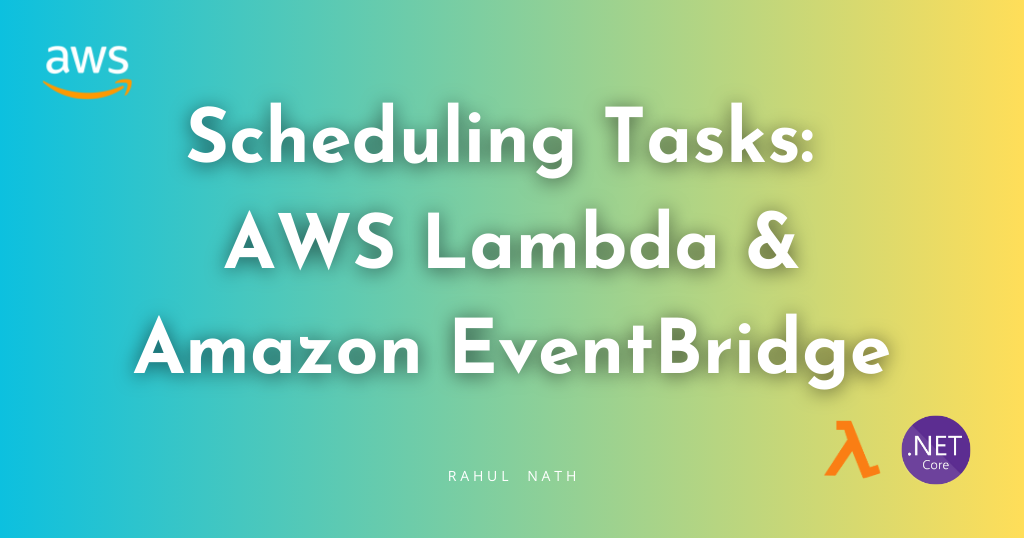 aws
Scheduling Tasks:
AWS Lambda &
Amazon EventBridge
λ
.NET
Core
RAHUL NATH